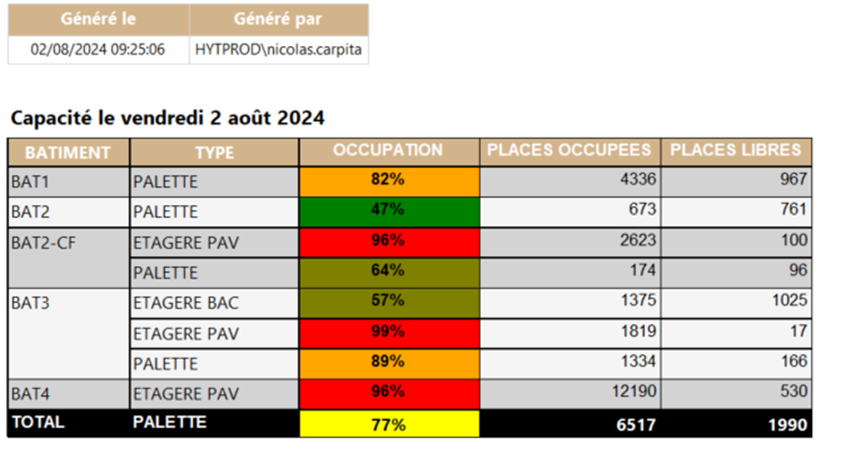 Généré le Généré par
02/08/2024 09:25:06 HYTPROD\nicolas.carpita
Capacité le vendredi 2 août 2024
BATIMENT TYPE OCCUPATION PLACES OCCUPEES PLACES LIBRES
BAT1 PALETTE 82% 4336 967
BAT2 PALETTE 47% 673 761
BAT2-CF ETAGERE PAV 96% 2623 100
PALETTE 64% 174 96
BAT3 ETAGERE BAC 57% 1375 1025
ETAGERE PAV 99% 1819 17
PALETTE 89% 1334 166
BAT4 ETAGERE PAV 96% 12190 530
TOTAL PALETTE 77% 6517 1990